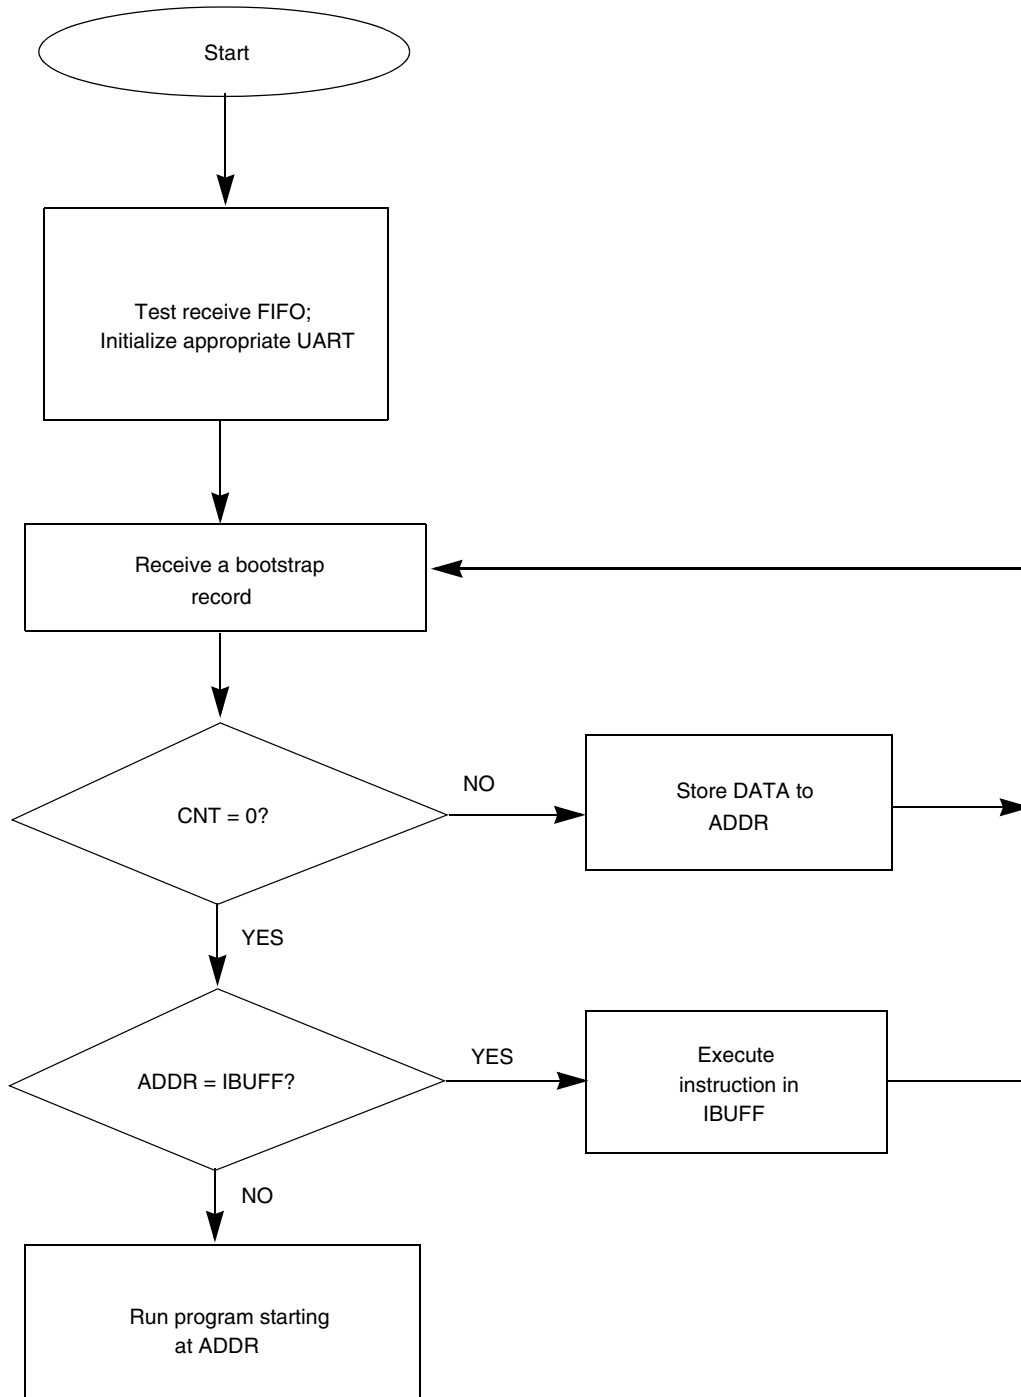 Start
Test receive FIFO;
Initialize appropriate UART
Receive a bootstrap
record
CNT = 0?
NO
Store DATA to
ADDR
YES
ADDR = IBUFF?
YES
Execute
instruction in
IBUFF
NO
Run program starting
at ADDR